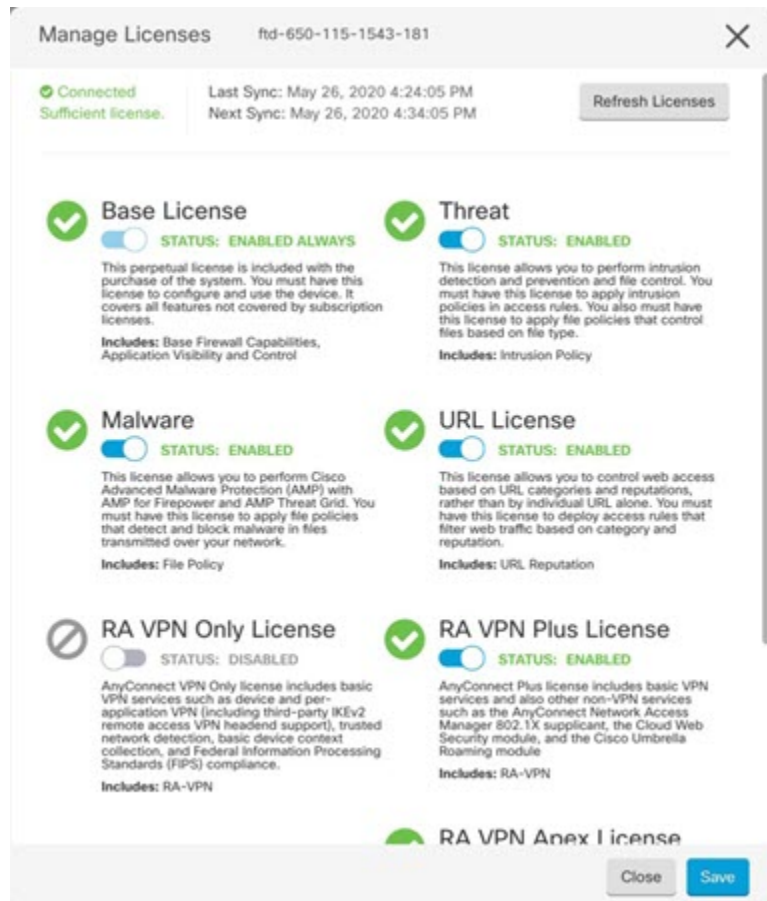 Manage Licenses ftd-650-115-1543-181
Connected
Sufficient license.
Last Sync: May 26, 2020 4:24:05 PM
Next Sync: May 26, 2020 4:34:05 PM
Refresh Licenses
Base License
STATUS: ENABLED ALWAYS
This perpetual license is included with the
purchase of the system. You must have this
license to configure and use the device. It
covers all features not covered by subscription
licenses.
Includes: Base Firewall Capabilities,
Application Visibility and Control
Threat
STATUS: ENABLED
This license allows you to perform intrusion
detection and prevention and file control. You
must have this license to apply intrusion
policies in access rules. You also must have
this license to apply file policies that control
files based on file type.
Includes: Intrusion Policy
Malware
STATUS: ENABLED
This license allows you to perform Cisco
Advanced Malware Protection (AMP) with
AMP for Firepower and AMP Threat Grid. You
must have this license to apply file policies
that detect and block malware in files
transmitted over your network.
Includes: File Policy
URL License
STATUS: ENABLED
This license allows you to control web access
based on URL categories and reputations,
rather than by individual URL alone. You must
have this license to deploy access rules that
filter web traffic based on category and
reputation.
Includes: URL Reputation
RA VPN Only License
STATUS: DISABLED
AnyConnect VPN Only license includes basic
VPN services such as device and per-
application VPN (including third-party IKEv2
remote access VPN headend support), trusted
network detection, basic device context
collection, and Federal Information Processing
Standards (FIPS) compliance.
Includes: RA-VPN
RA VPN Plus License
STATUS: ENABLED
AnyConnect Plus license includes basic VPN
services and also other non-VPN services
such as the AnyConnect Network Access
Manager 802.1X supplicant, the Cloud Web
Security module, and the Cisco Umbrella
Roaming module
Includes: RA-VPN
RA VPN Apex License
Close
Save